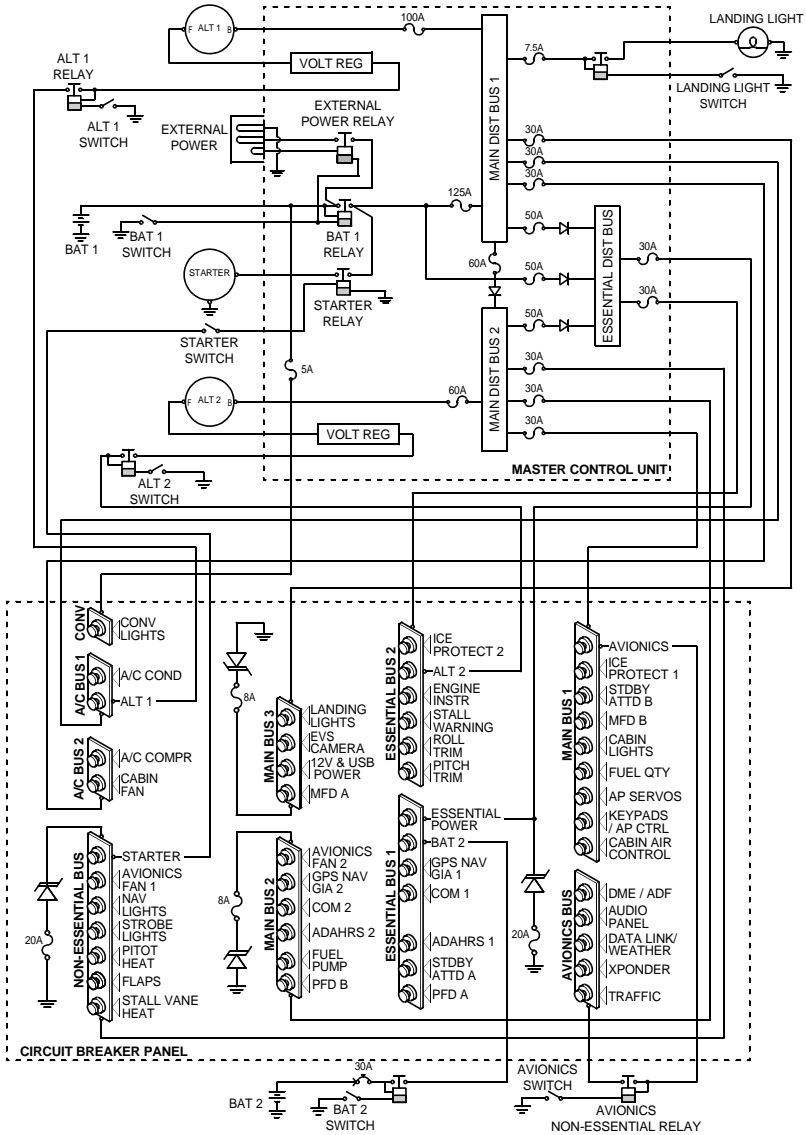 ALT 1
F
B
100A
VOLT REG
LANDING LIGHT
7.5A
LANDING LIGHT
SWITCH
ALT 1
RELAY
ALT 1
SWITCH
EXTERNAL
POWER
EXTERNAL
POWER RELAY
MAIN DIST BUS 1
30A
30A
30A
125A
BAT 1
BAT 1
SWITCH
BAT 1
RELAY
50A
60A
50A
50A
ESSENTIAL DIST BUS
30A
30A
STARTER
STARTER
RELAY
STARTER
SWITCH
5A
MAIN DIST BUS 2
30A
30A
30A
F
ALT 2
B
60A
VOLT REG
MASTER CONTROL UNIT
ALT 2
SWITCH
CONV
CONV
LIGHTS
A/C BUS 1
A/C COND
ALT 1
A/C BUS 2
A/C COMPR
CABIN
FAN
NON-ESSENTIAL BUS
STARTER
AVIONICS
FAN 1
NAV
LIGHTS
STROBE
LIGHTS
PITOT
HEAT
FLAPS
STALL VANE
HEAT
20A
8A
MAIN BUS 3
LANDING
LIGHTS
EVS
CAMERA
12V & USB
POWER
MFD A
8A
MAIN BUS 2
AVIONICS
FAN 2
GPS NAV
GIA 2
COM 2
ADAHRS 2
FUEL
PUMP
PFD B
ESSENTIAL BUS 2
ICE
PROTECT 2
ALT 2
ENGINE
INSTR
STALL
WARNING
ROLL
TRIM
PITCH
TRIM
ESSENTIAL BUS 1
ESSENTIAL
POWER
BAT 2
GPS NAV
GIA 1
COM 1
ADAHRS 1
STDBY
ATTD A
PFD A
20A
MAIN BUS 1
AVIONICS
ICE
PROTECT 1
STDBY
ATTD B
MFD B
CABIN
LIGHTS
FUEL QTY
AP SERVOS
KEYPADS
/ AP CTRL
CABIN AIR
CONTROL
AVIONICS BUS
DME / ADF
AUDIO
PANEL
DATA LINK/
WEATHER
XPONDER
TRAFFIC
CIRCUIT BREAKER PANEL
BAT 2
30A
BAT 2
SWITCH
AVIONICS
SWITCH
AVIONICS
NON-ESSENTIAL RELAY